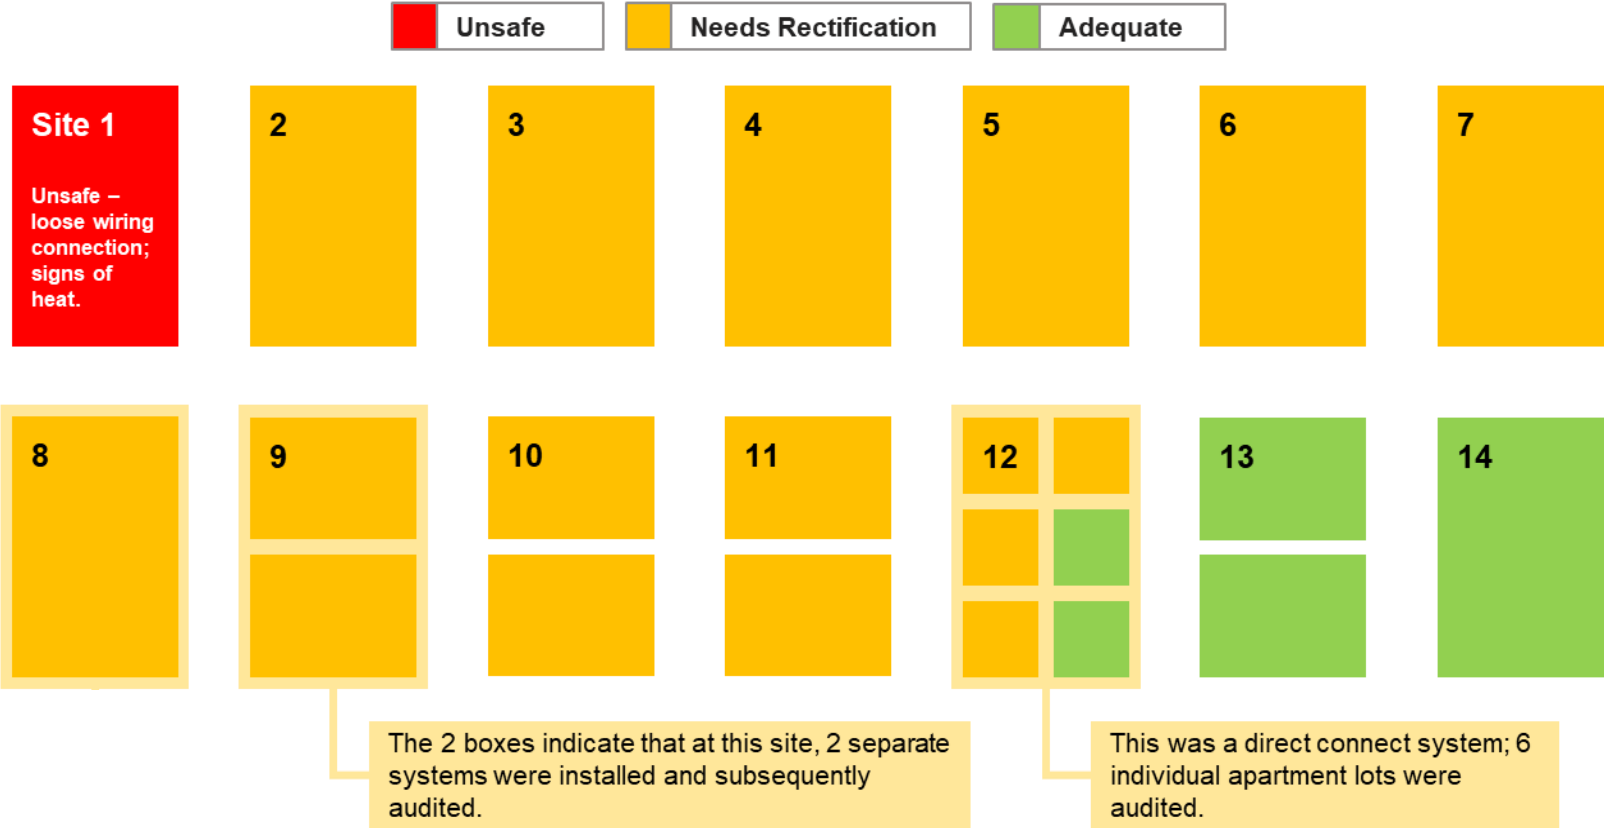 Unsafe
Needs Rectification
Adequate
Site 1
Unsafe –
loose wiring
connection;
signs of
heat.
2
3
4
5
6
7
8
9
10
11
12
13
14
The 2 boxes indicate that at this site, 2 separate
systems were installed and subsequently
audited.
This was a direct connect system; 6
individual apartment lots were
audited.